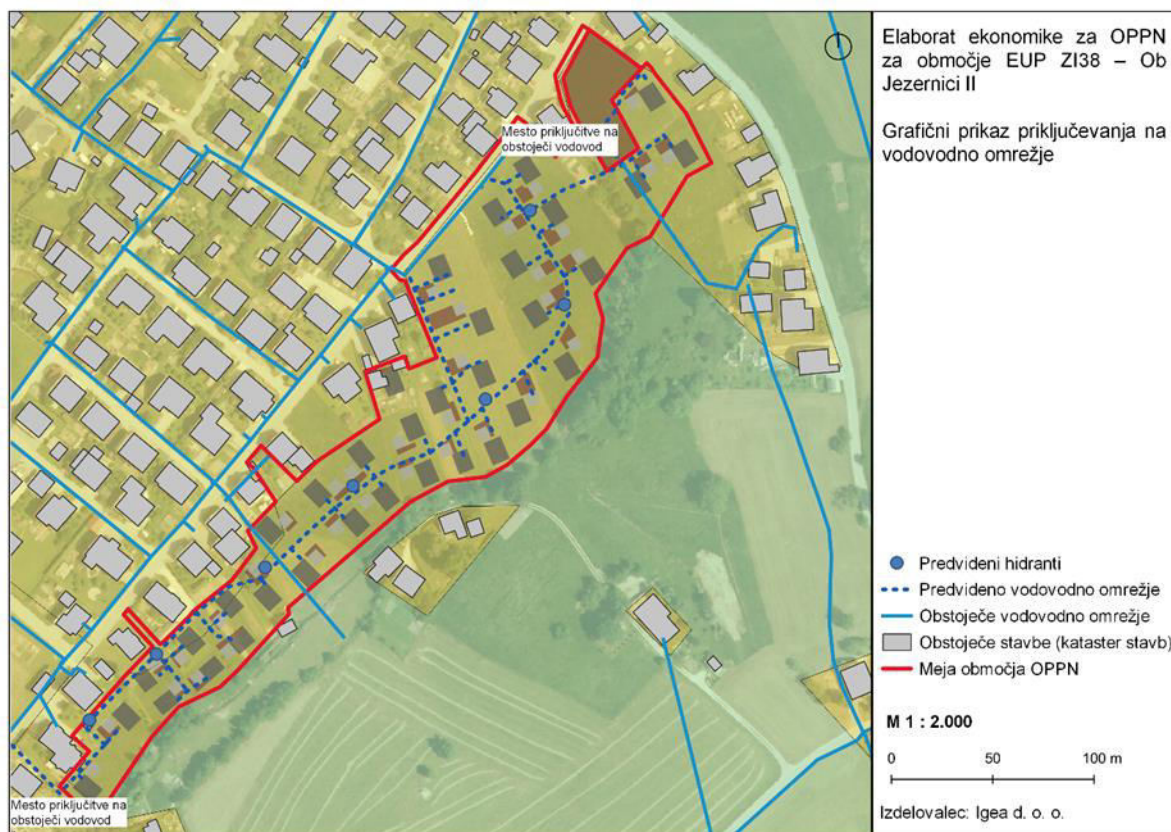 Elaborat ekonomike za OPPN
za območje EUP ZI38 – Ob
Jezernici II
Grafični prikaz priključevanja na
vodovodno omrežje
Mesto priključitve na
obstoječi vodovod
Predvideni hidranti
Predvideno vodovodno omrežje
Obstoječe vodovodno omrežje
Obstoječe stavbe (kataster stavb)
Meja območja OPPN
M 1 : 2.000
0 50 100 m
Izdelovalec: Igea d. o. o.
Mesto priključitve na
obstoječi vodovod